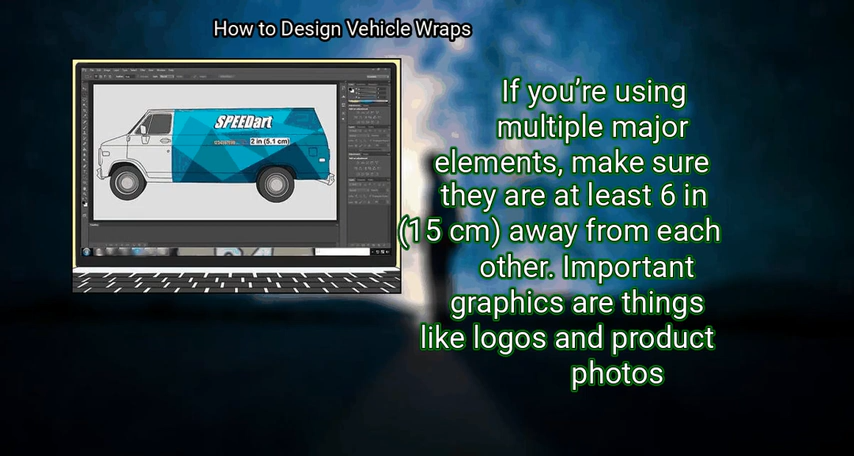 How to Design Vehicle Wraps
SPEEDart
2 in (5.1 cm)
If you’re using
multiple major
elements, make sure
they are at least 6 in
(15 cm) away from each
other. Important
graphics are things
like logos and product
photos